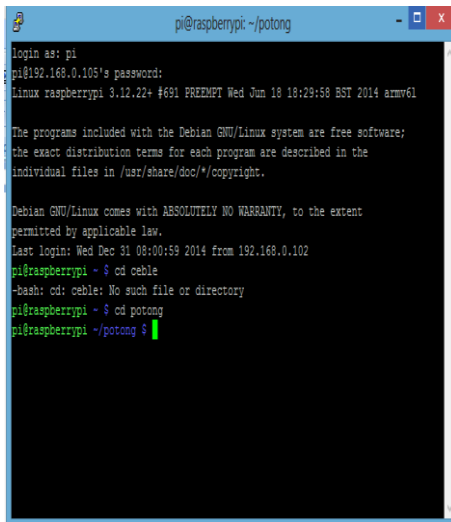 pi@raspberrypi: ~/potong
login as: pi
pi@192.168.0.105's password:
Linux raspberrypi 3.12.22+ #691 PREEMPT Wed Jun 18 18:29:58 BST 2014 armv6l
The programs included with the Debian GNU/Linux system are free software;
the exact distribution terms for each program are described in the
individual files in /usr/share/doc/*/copyright.
Debian GNU/Linux comes with ABSOLUTELY NO WARRANTY, to the extent
permitted by applicable law.
Last login: Wed Dec 31 08:00:59 2014 from 192.168.0.102
pi@raspberrypi ~ $ cd ceble
-bash: cd: ceble: No such file or directory
pi@raspberrypi ~ $ cd potong
pi@raspberrypi ~/potong $